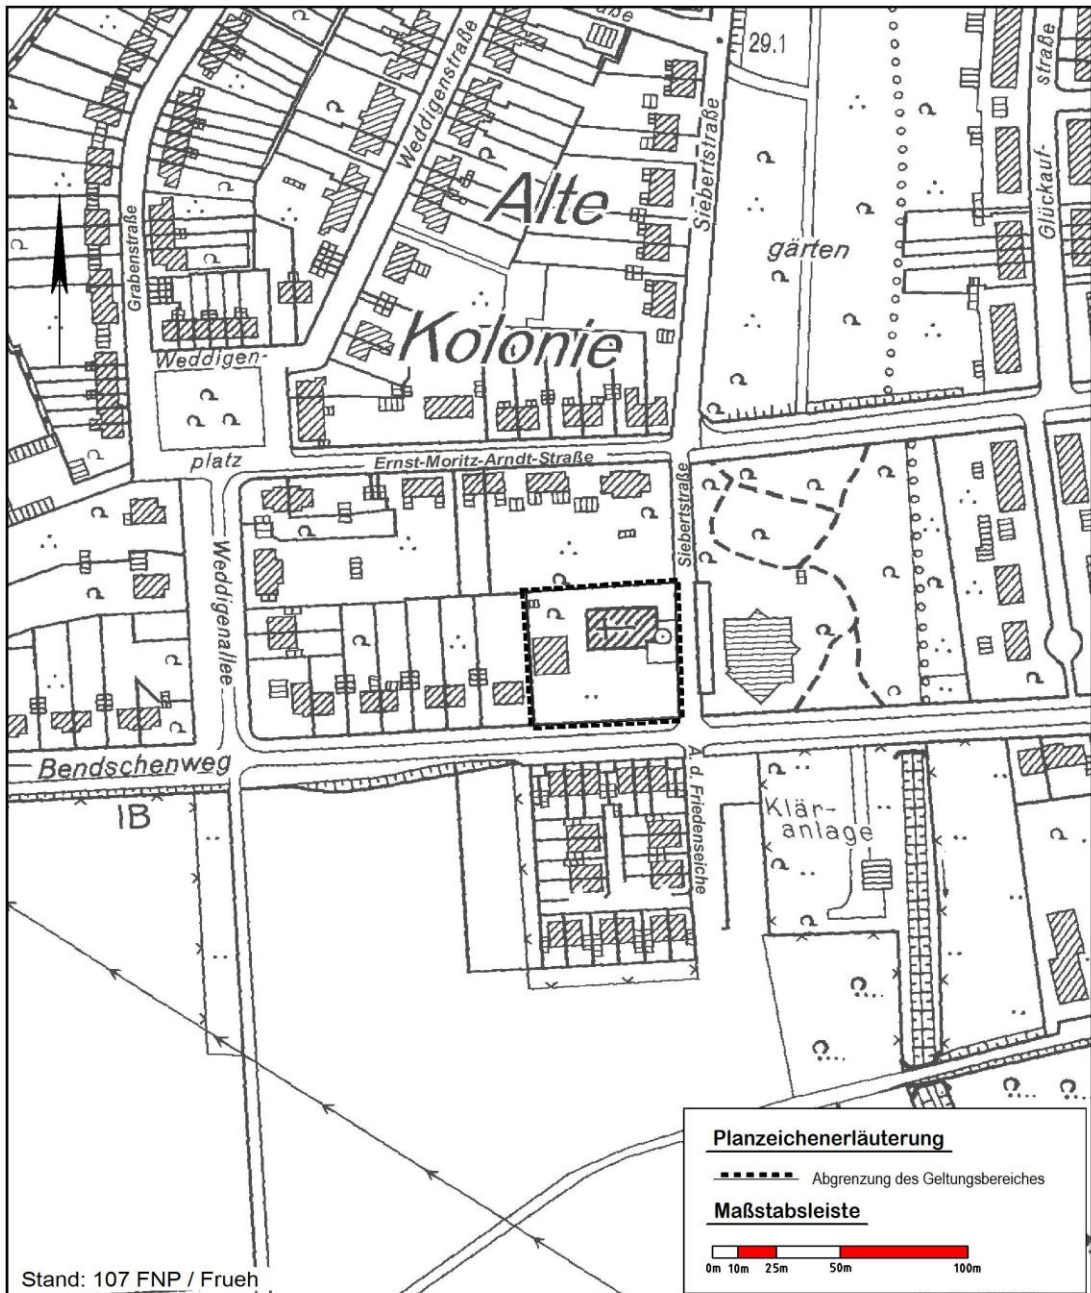 29.1
Weddigenstraße
Siebertstraße
straße
Glückauf-
Alte
gärten
Grabenstraße
Kolonie
Weddigen-
platz
Ernst-Moritz-Arndt-Straße
Siebertstraße
Weddigenallee
Bendschenweg
IB
A. d. Friedenseiche
Klär-
anlage
Planzeichenerläuterung
Abgrenzung des Geltungsbereiches
Maßstabsleiste
0m 10m 25m 50m 100m
Stand: 107 FNP / Frueh